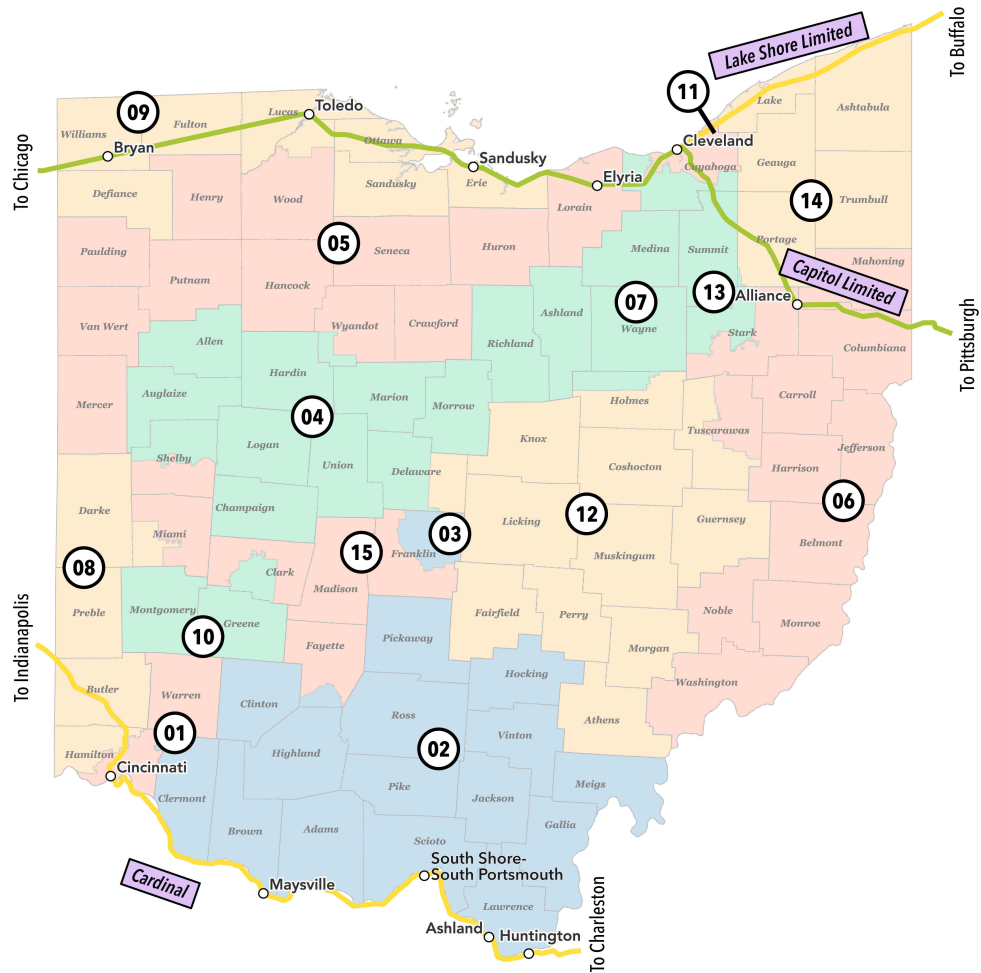 To Buffalo
Lake Shore Limited
11
Lake
Ashtabula
09
Williams
Fulton
Lucas
Toledo
Ottawa
Bryan
To Chicago
Sandusky
Cleveland
Cuyahoga
Geauga
Elyria
Defiance
Henry
Wood
Sandusky
Erie
Lorain
14
Trumbull
Paulding
05
Seneca
Huron
Medina
Summit
Portage
Mahoning
Putnam
Hancock
Capitol Limited
13
Alliance
07
Van Wert
Allen
Wyandot
Crawford
Richland
Ashland
Wayne
Stark
Columbiana
To Pittsburgh
Hardin
Mercer
Auglaize
Marion
Morrow
Holmes
Carroll
04
Logan
Knox
Tuscarawas
Jefferson
Shelby
Union
Delaware
Coshocton
Harrison
06
Darke
Champaign
Miami
15
Franklin
03
Licking
12
Guernsey
Belmont
Muskingum
08
Clark
Madison
Preble
Montgomery
Greene
10
Pickaway
Fairfield
Perry
Noble
Monroe
To Indianapolis
Fayette
Morgan
Hocking
Butler
Warren
Clinton
Washington
01
Ross
02
Vinton
Athens
Hamilton
Highland
Cincinnati
Clermont
Pike
Jackson
Meigs
Brown
Adams
Scioto
Gallia
South Shore-
South Portsmouth
Cardinal
Maysville
Lawrence
Ashland
Huntington
To Charleston